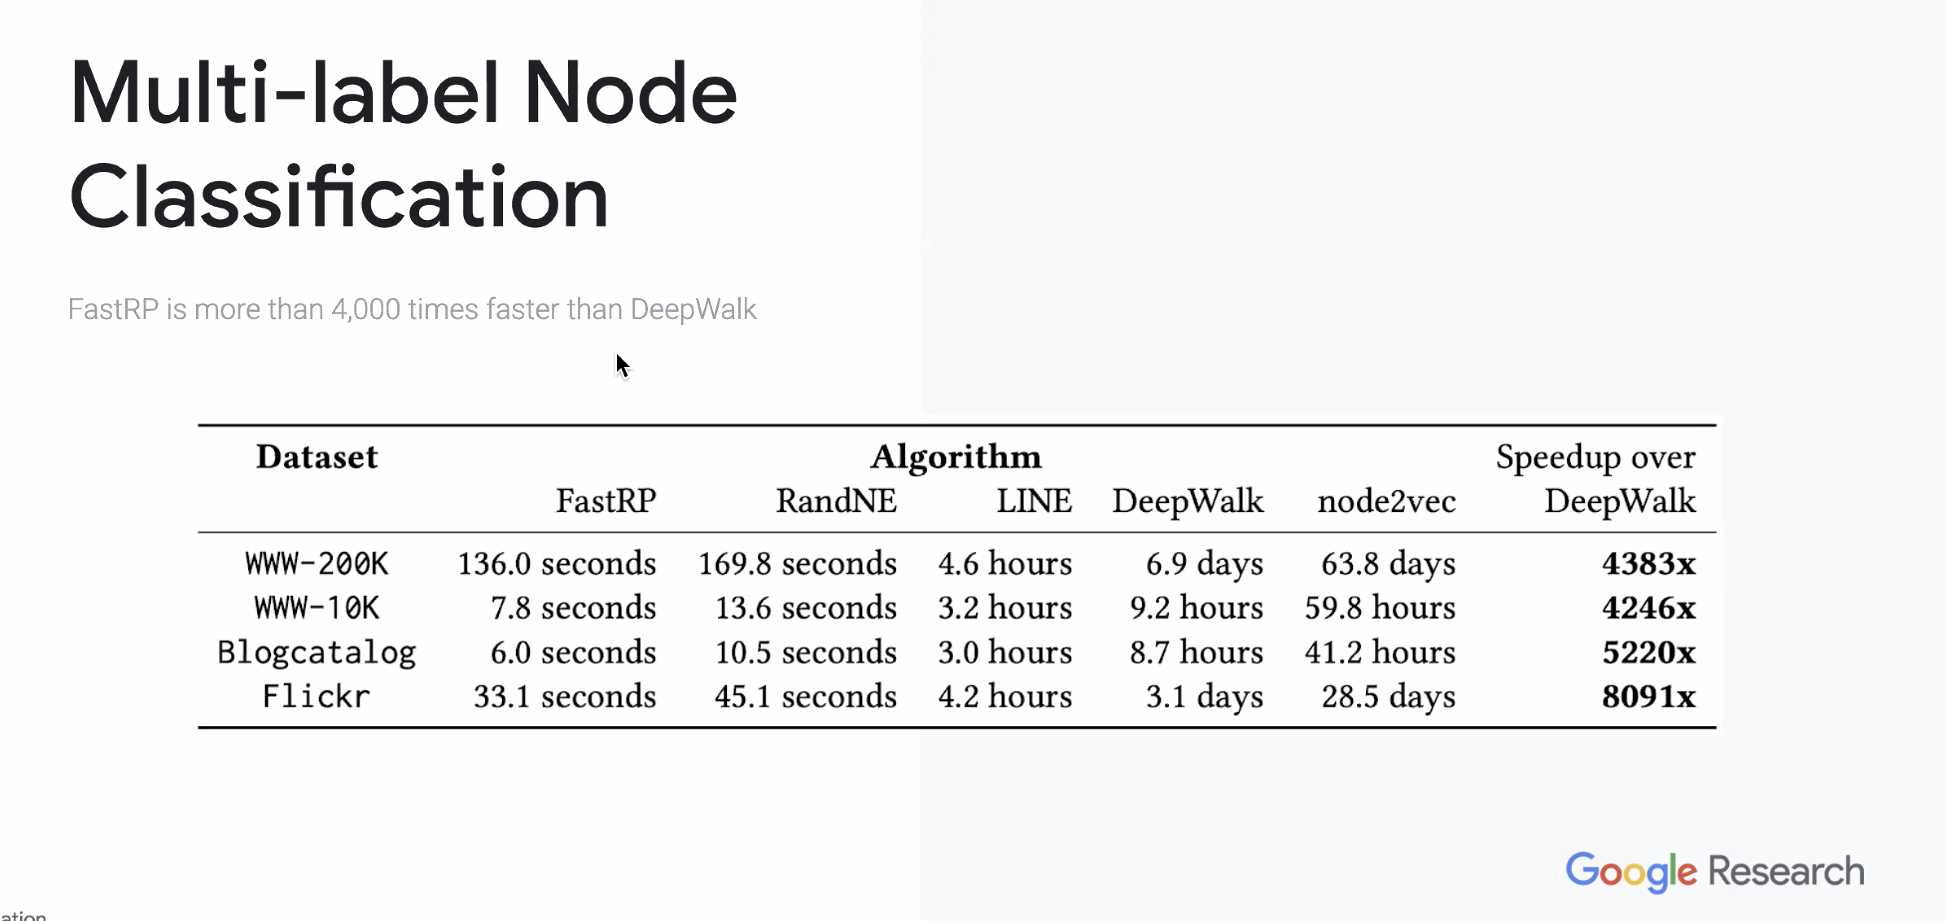 Multi-label Node
Classification
FastRP is more than 4,000 times faster than DeepWalk
Dataset Algorithm Speedup over
FastRP RandNE LINE DeepWalk node2vec DeepWalk
WWW-200K 136.0 seconds 169.8 seconds 4.6 hours 6.9 days 63.8 days 4383x
WWW-10K 7.8 seconds 13.6 seconds 3.2 hours 9.2 hours 59.8 hours 4246x
Blogcatalog 6.0 seconds 10.5 seconds 3.0 hours 8.7 hours 41.2 hours 5220x
Flickr 33.1 seconds 45.1 seconds 4.2 hours 3.1 days 28.5 days 8091x
Google Research
ation